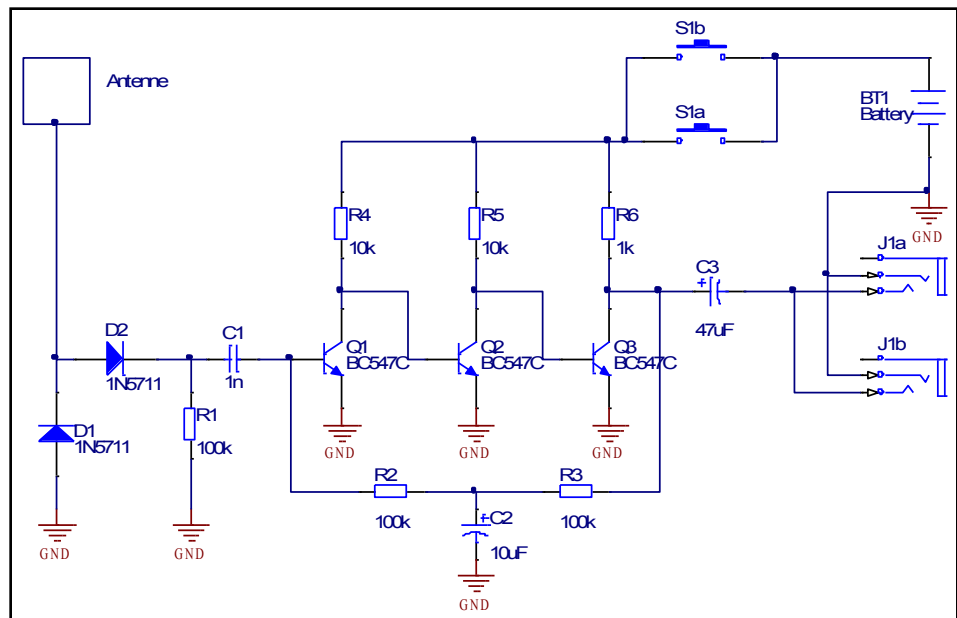 S1b
Antenne
BT1
Battery
S1a
R4
10k
R5
10k
R6
1k
GND
J1a
C3
47uF
D2
1N5711
C1
1n
Q1
BC547C
Q2
BC547C
Q3
BC547C
J1b
R1
100k
D1
1N5711
GND
GND
GND
R2
100k
R3
100k
C2
10uF
GND
GND
GND